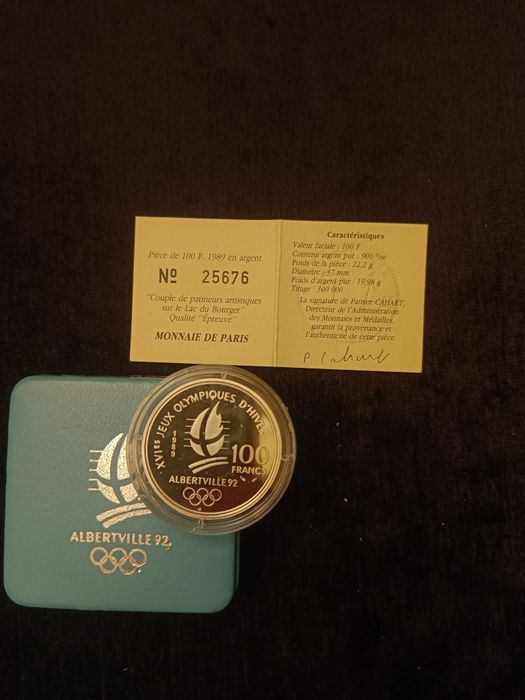 Pièce de 100 F. 1989 en argent
Nº 25676
"Couple de patineurs artistiques
sur le Lac du Bourget"
Qualité "Épreuve"
MONNAIE DE PARIS
Caractéristiques
Valeur faciale : 100 F
Contenu argent pur : 900 ‰
Poids de la pièce : 22,2 g
Diamètre : 37 mm
Poids d'argent pur : 19,98 g
Tirage : 300 000
La signature de Patrice CAHART,
Directeur de l'Administration
des Monnaies et Médailles,
garantit la provenance et
l'authenticité de cette pièce.
P. Cahart
XVIes JEUX OLYMPIQUES D'HIVER
1989
100
FRANCS
ALBERTVILLE 92
ALBERTVILLE 92